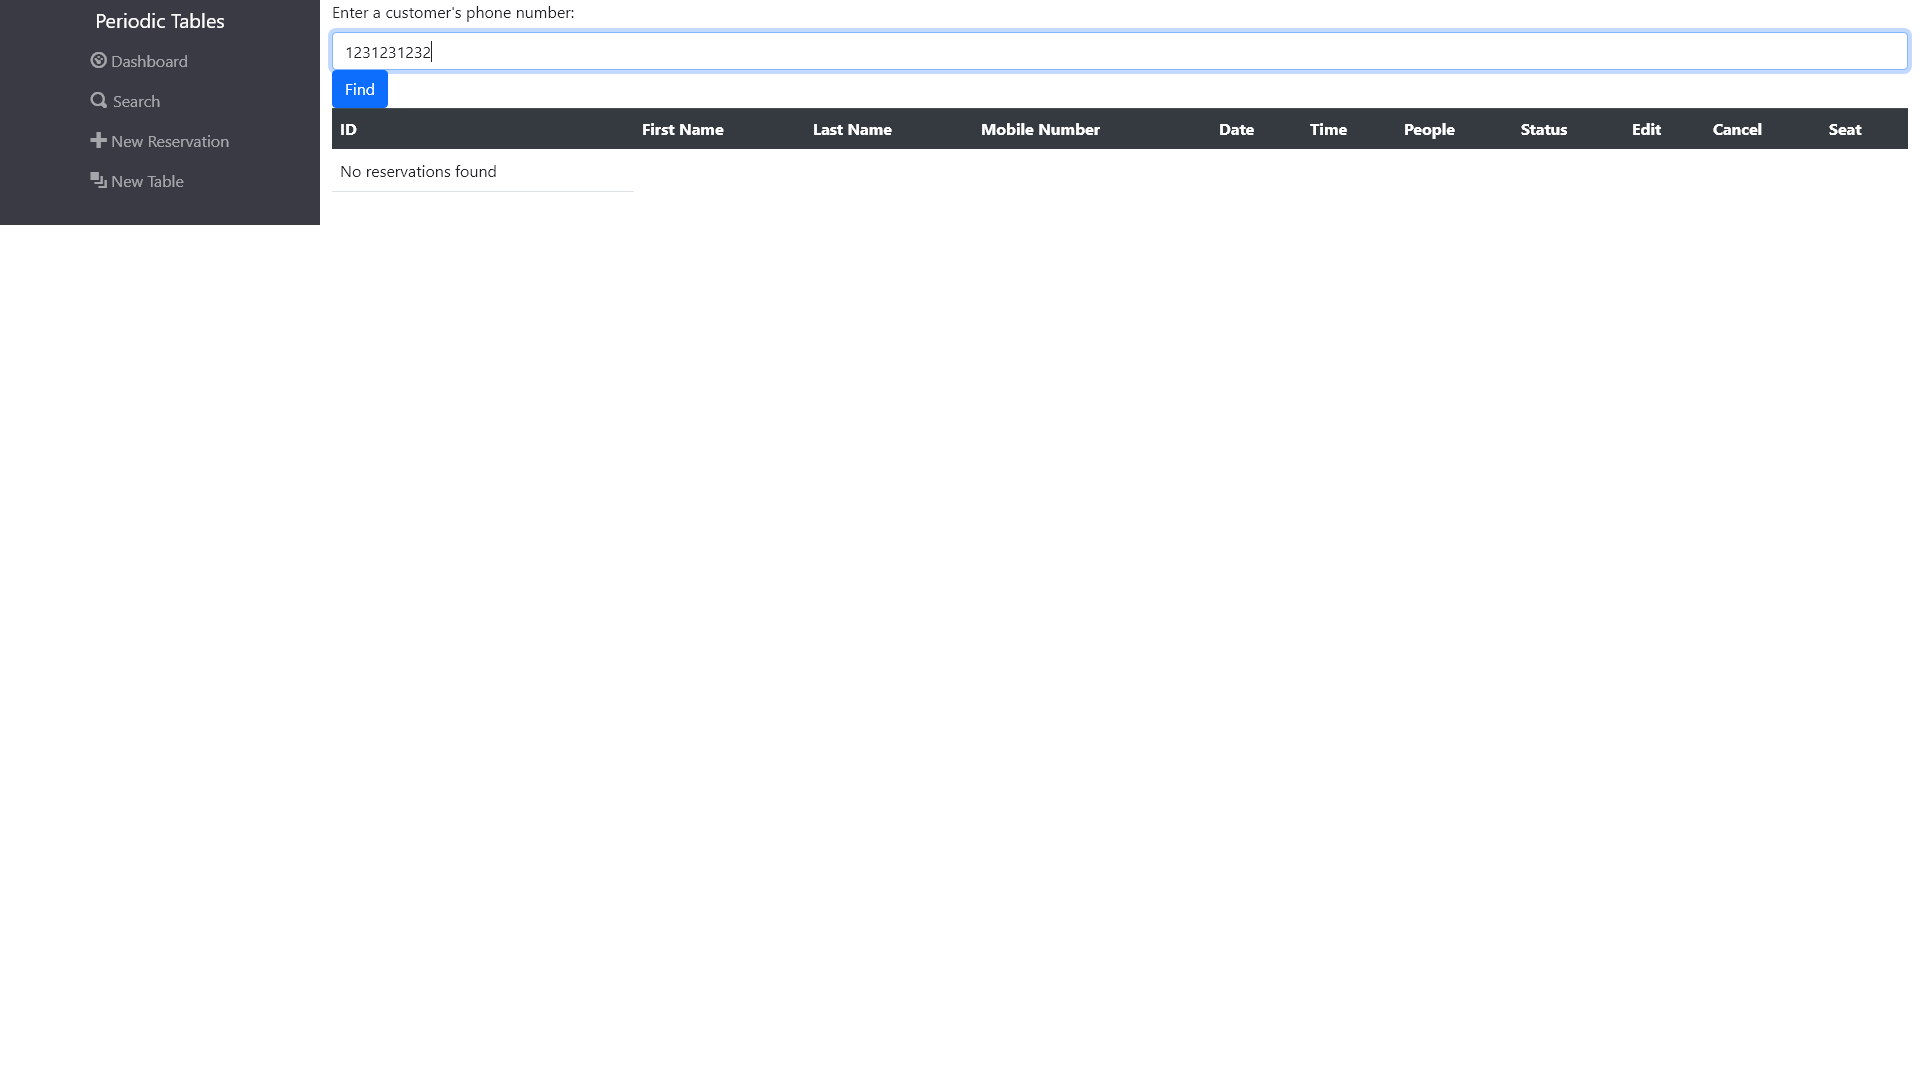 Periodic Tables
Dashboard
Search
New Reservation
New Table
Enter a customer's phone number:
1231231232
Find
ID First Name Last Name Mobile Number Date Time People Status Edit Cancel Seat
No reservations found